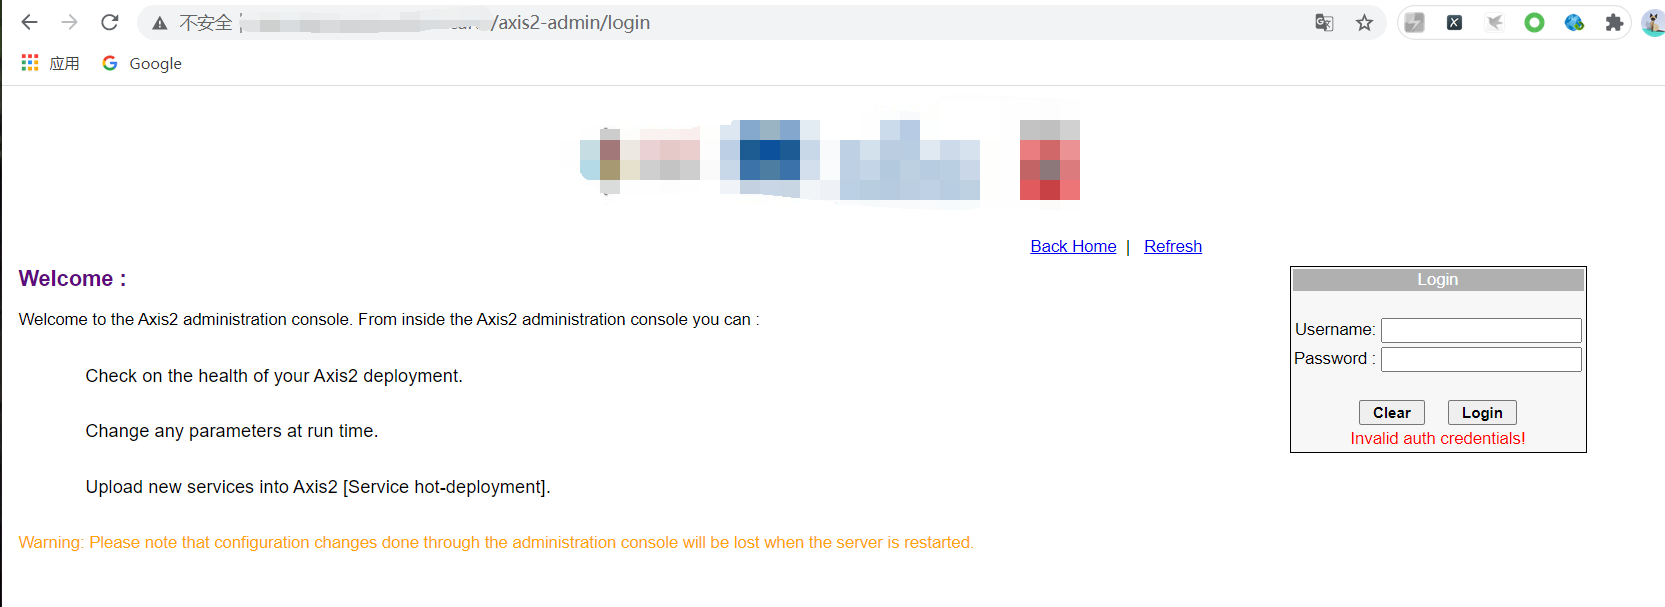 不安全 /axis2-admin/login
应用 Google
Back Home | Refresh
Welcome :
Login
Welcome to the Axis2 administration console. From inside the Axis2 administration console you can :
Username:
Password :
Check on the health of your Axis2 deployment.
Clear Login
Change any parameters at run time.
Invalid auth credentials!
Upload new services into Axis2 [Service hot-deployment].
Warning: Please note that configuration changes done through the administration console will be lost when the server is restarted.